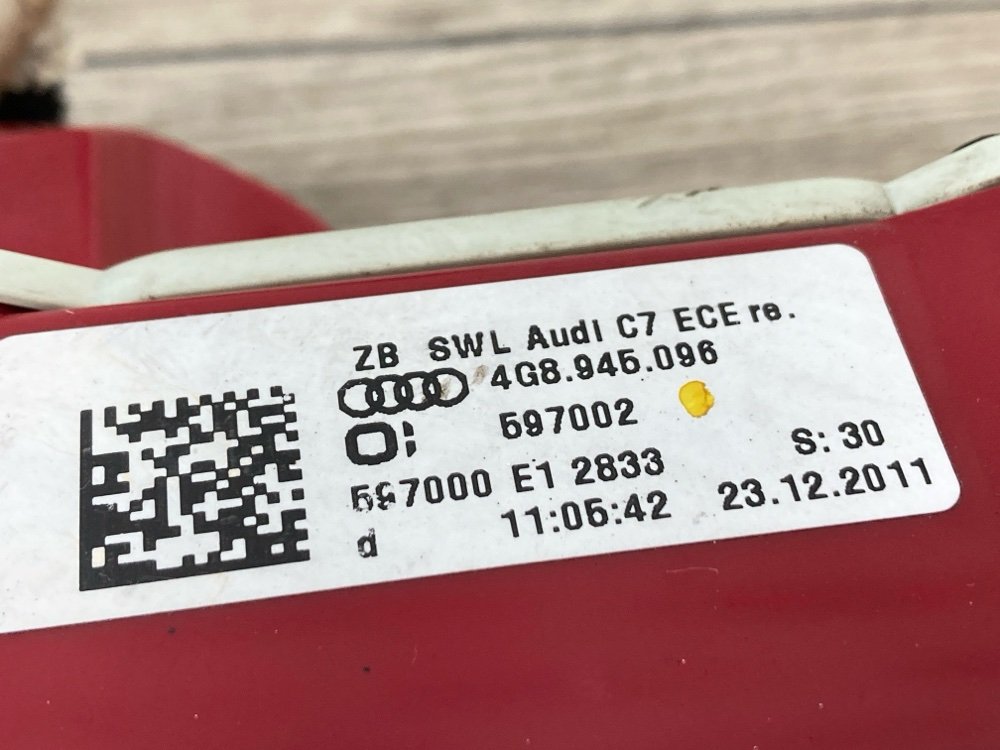 ZB SWL Audi C7 ECE re.
4G8.945.096
597002
S: 30
597000 E1 2833
d 11:05:42 23.12.2011